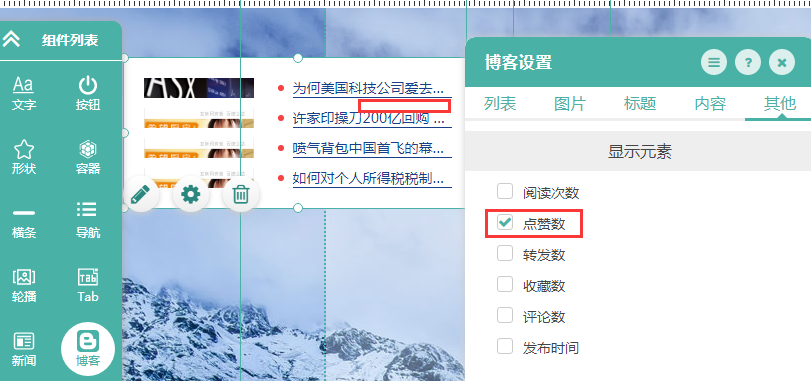 组件列表
Aa
文字
按钮
形状
容器
横条
导航
轮播
Tab
Tab
新闻
博客
ASX
为何美国科技公司爱去...
许家印操刀200亿回购 ...
喷气背包中国首飞的幕...
如何对个人所得税税制...
博客设置
列表
图片
标题
内容
其他
显示元素
阅读次数
点赞数
转发数
收藏数
评论数
发布时间